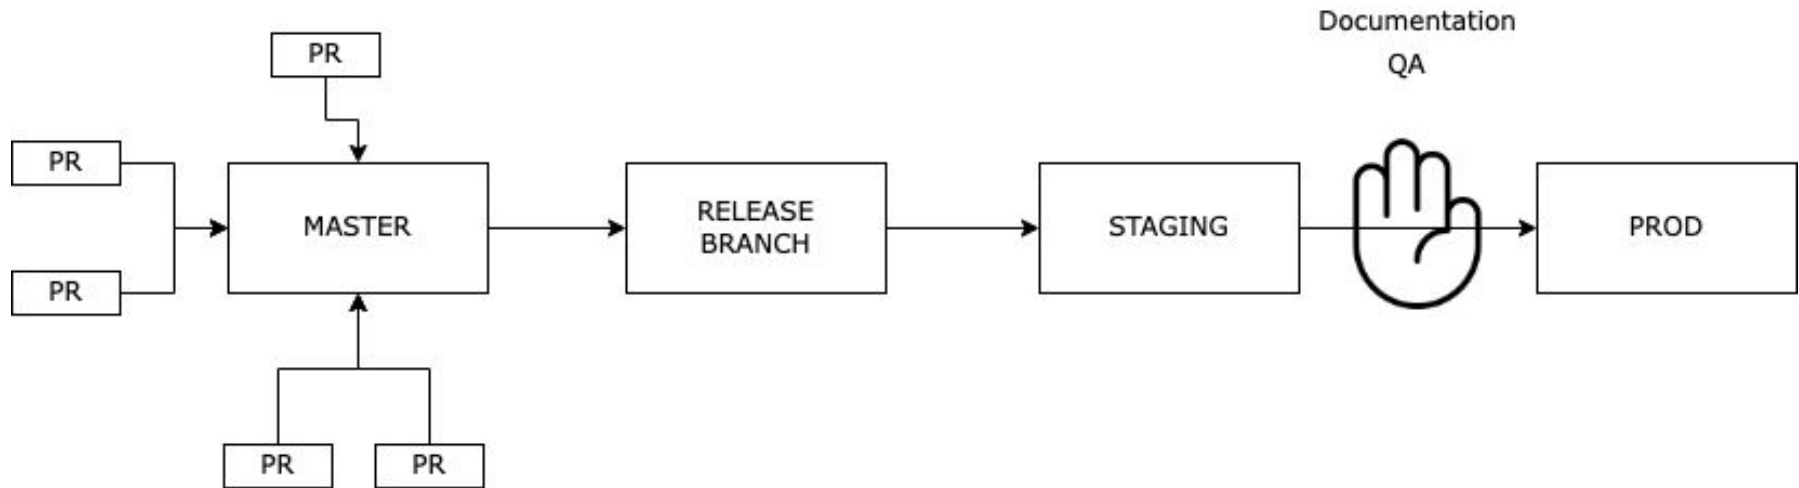 Documentation
QA
PR
PR
MASTER
RELEASE
BRANCH
STAGING
PROD
PR
PR
PR